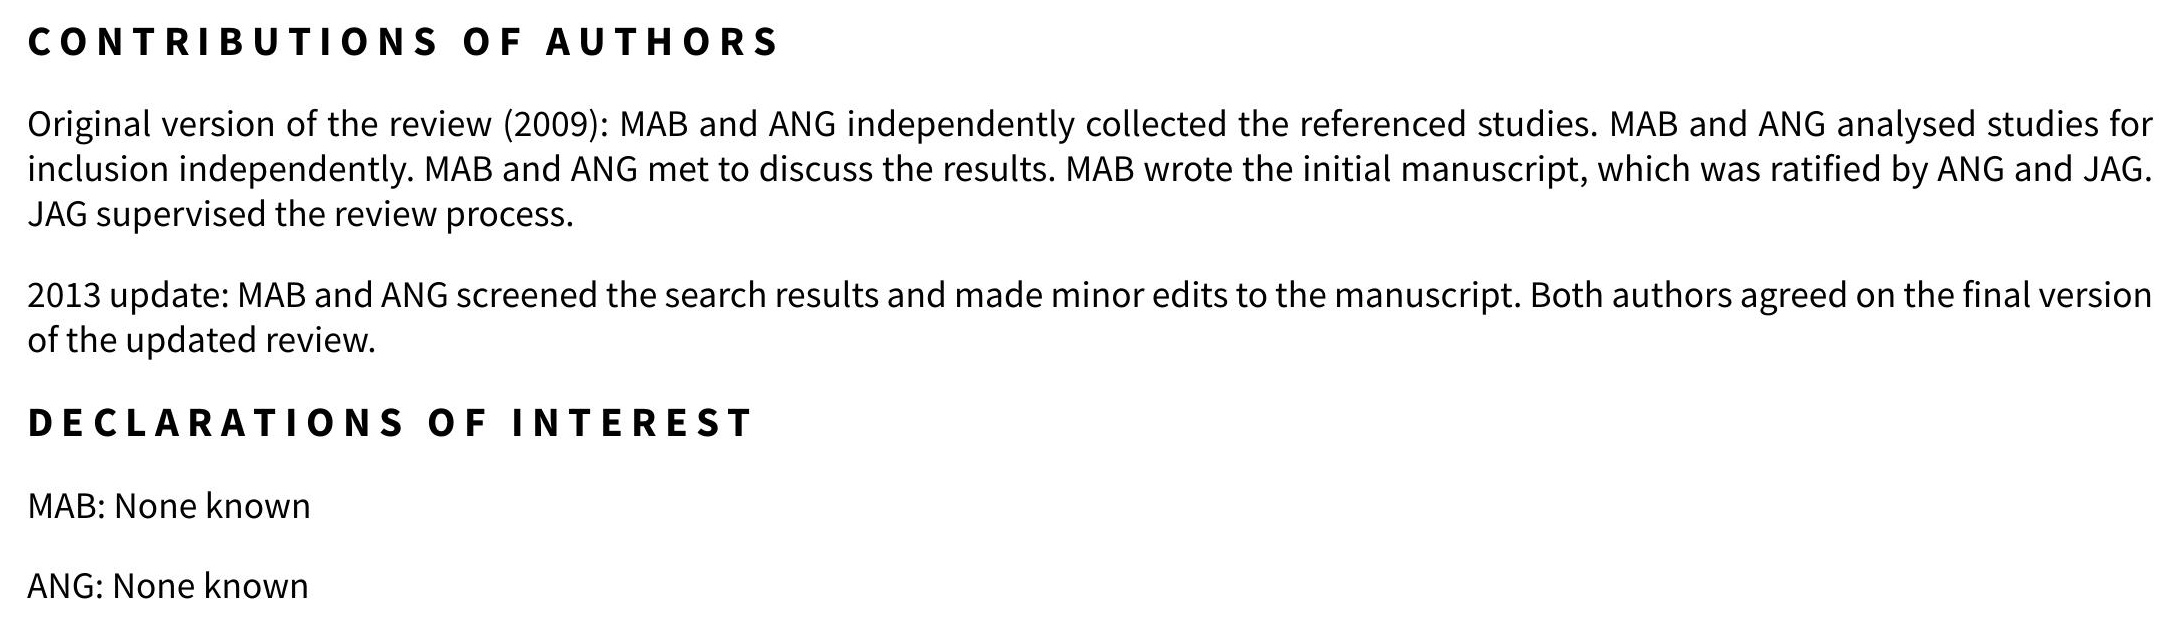 CONTRIBUTIONS OF AUTHORS
Original version of the review (2009): MAB and ANG independently collected the referenced studies. MAB and ANG analysed studies for
inclusion independently. MAB and ANG met to discuss the results. MAB wrote the initial manuscript, which was ratified by ANG and JAG.
JAG supervised the review process.
2013 update: MAB and ANG screened the search results and made minor edits to the manuscript. Both authors agreed on the final version
of the updated review.
DECLARATIONS OF INTEREST
MAB: None known
ANG: None known